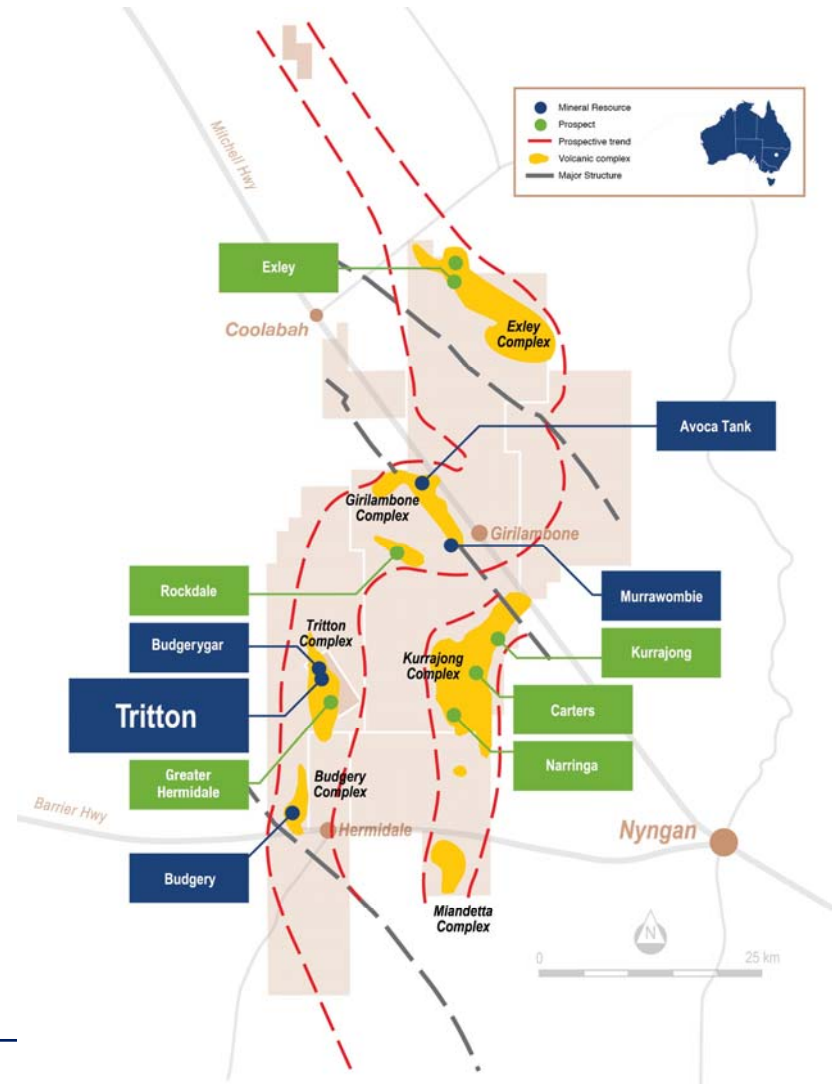 Mineral Resource
Prospect
Prospective trend
Volcanic complex
Major Structure
Mitchell Hwy
Exley
Coolabah
Exley
Complex
Avoca Tank
Girilambone
Complex
Girilambone
Rockdale
Murrawombie
Budgerygar
Tritton
Complex
Kurrajong
Complex
Kurrajong
Tritton
Carters
Narringa
Greater
Hermidale
Budgery
Complex
Barrier Hwy
Hermidale
Nyngan
Budgery
Miandetta
Complex
N
0
25 km